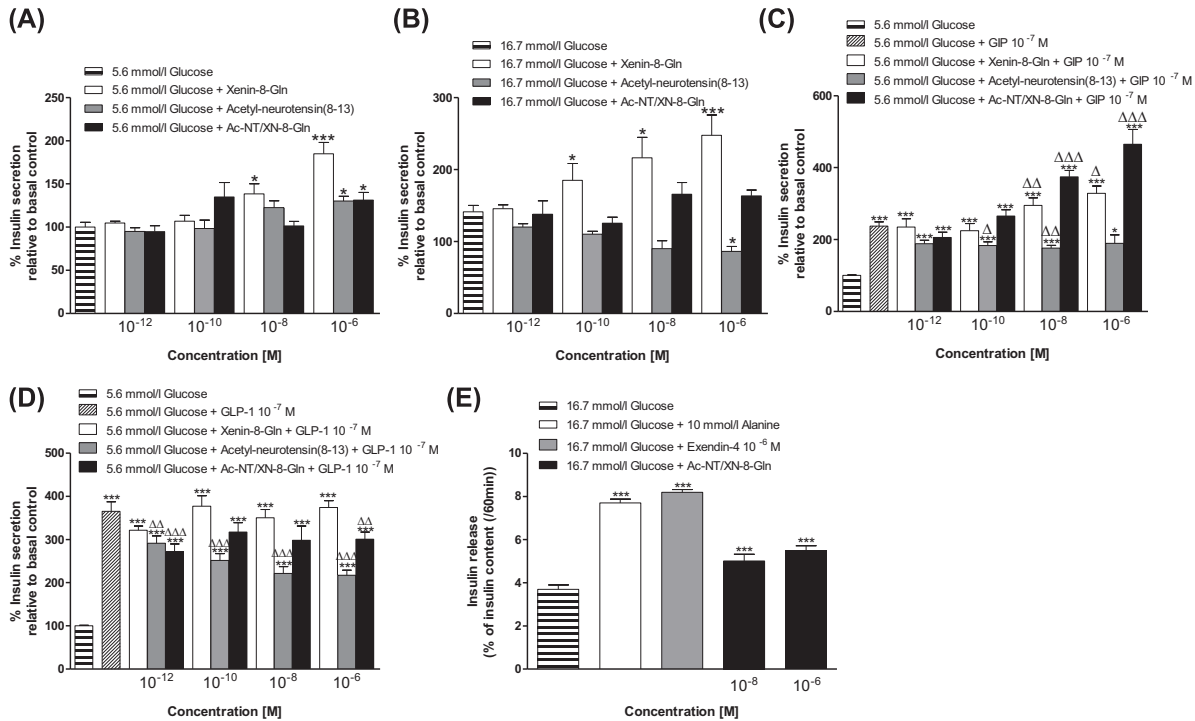 (A)
5.6 mmol/l Glucose
5.6 mmol/l Glucose + Xenin-8-Gln
5.6 mmol/l Glucose + Acetyl-neurotensin(8-13)
5.6 mmol/l Glucose + Ac-NT/XN-8-Gln
% Insulin secretion
relative to basal control
250
200
150
100
50
0
*
***
* *
10-12 10-10 10-8 10-6
Concentration [M]
(B)
16.7 mmol/l Glucose
16.7 mmol/l Glucose + Xenin-8-Gln
16.7 mmol/l Glucose + Acetyl-neurotensin(8-13)
16.7 mmol/l Glucose + Ac-NT/XN-8-Gln
% Insulin secretion
relative to basal control
300
200
100
0
*
*
***
*
10-12 10-10 10-8 10-6
Concentration [M]
(C)
5.6 mmol/l Glucose
5.6 mmol/l Glucose + GIP 10 -7 M
5.6 mmol/l Glucose + Xenin-8-Gln + GIP 10 -7 M
5.6 mmol/l Glucose + Acetyl-neurotensin(8-13) + GIP 10 -7 M
5.6 mmol/l Glucose + Ac-NT/XN-8-Gln + GIP 10 -7 M
% Insulin secretion
relative to basal control
600
400
200
0
*** *** *** *** *** Δ *** *** ΔΔ *** ΔΔ *** ΔΔΔ *** Δ *** * ΔΔΔ ***
10-12 10-10 10-8 10-6
Concentration [M]
(D)
5.6 mmol/l Glucose
5.6 mmol/l Glucose + GLP-1 10 -7 M
5.6 mmol/l Glucose + Xenin-8-Gln + GLP-1 10 -7 M
5.6 mmol/l Glucose + Acetyl-neurotensin(8-13) + GLP-1 10 -7 M
5.6 mmol/l Glucose + Ac-NT/XN-8-Gln + GLP-1 10 -7 M
% Insulin secretion
relative to basal control
500
400
300
200
100
0
*** *** ΔΔ *** ΔΔΔ *** *** ΔΔΔ *** *** *** ΔΔΔ *** *** *** ΔΔΔ *** ΔΔ ***
10-12 10-10 10-8 10-6
Concentration [M]
(E)
16.7 mmol/l Glucose
16.7 mmol/l Glucose + 10 mmol/l Alanine
16.7 mmol/l Glucose + Exendin-4 10 -6 M
16.7 mmol/l Glucose + Ac-NT/XN-8-Gln
Insulin release
(% of insulin content (/60min))
10
8
6
4
2
0
*** *** *** ***
10-8 10-6
Concentration [M]